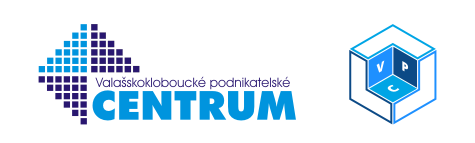 Valašskokloboucké podnikatelské
CENTRUM
V P
C